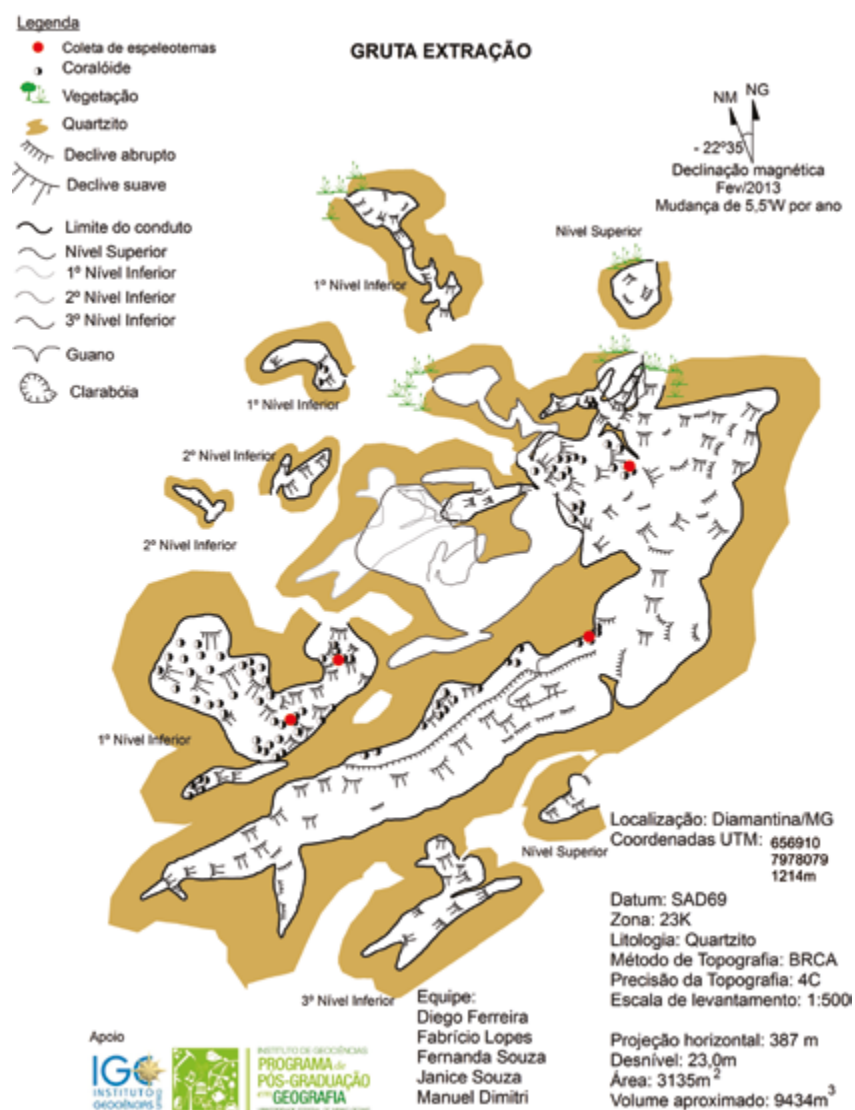 Legenda
Coleta de espeleotemas
Coralóide
Vegetação
Quartzito
Declive abrupto
Declive suave
Limite do conduto
Nível Superior
1º Nível Inferior
2º Nível Inferior
3º Nível Inferior
Guano
Clarabóia
GRUTA EXTRAÇÃO
NM NG
- 22º35'
Declinação magnética
Fev/2013
Mudança de 5,5'W por ano
Nível Superior
1º Nível Inferior
1º Nível Inferior
2º Nível Inferior
2º Nível Inferior
1º Nível Inferior
Nível Superior
3º Nível Inferior
Localização: Diamantina/MG
Coordenadas UTM: 656910
7978079
1214m
Datum: SAD69
Zona: 23K
Litologia: Quartzito
Método de Topografia: BRCA
Precisão da Topografia: 4C
Escala de levantamento: 1:500
Projeção horizontal: 387 m
Desnível: 23,0m
Área: 3135m²
Volume aproximado: 9434m³
Equipe:
Diego Ferreira
Fabrício Lopes
Fernanda Souza
Janice Souza
Manuel Dimitri
Apoio
IGC
INSTITUTO
GEOCIÊNCIAS
UFMG
INSTITUTO DE GEOCIÊNCIAS
PROGRAMA de
PÓS-GRADUAÇÃO
em GEOGRAFIA